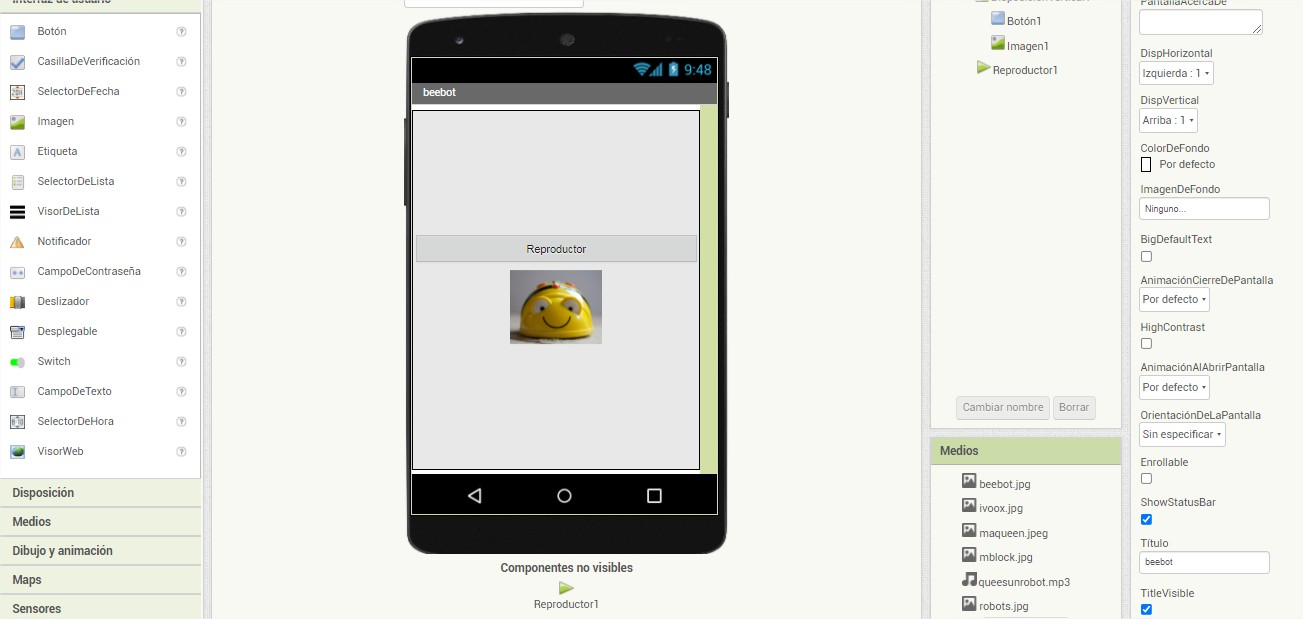 Interfaz de usuario
Botón
CasillaDeVerificación
SelectorDeFecha
Imagen
Etiqueta
SelectorDeLista
VisorDeLista
Notificador
CampoDeContraseña
Deslizador
Desplegable
Switch
CampoDeTexto
SelectorDeHora
VisorWeb
Disposición
Medios
Dibujo y animación
Maps
Sensores
9:48
beebot
Reproductor
Componentes no visibles
Reproductor1
Botón1
Imagen1
Reproductor1
Cambiar nombre Borrar
Medios
beebot.jpg
ivoox.jpg
maqueen.jpeg
mblock.jpg
queesunrobot.mp3
robots.jpg
PantallaAcercaDe
DispHorizontal
Izquierda : 1
DispVertical
Arriba : 1
ColorDeFondo
Por defecto
ImagenDeFondo
Ninguno...
BigDefaultText
AnimaciónCierreDePantalla
Por defecto
HighContrast
AnimaciónAlAbrirPantalla
Por defecto
OrientaciónDeLaPantalla
Sin especificar
Enrollable
ShowStatusBar
Título
beebot
TitleVisible